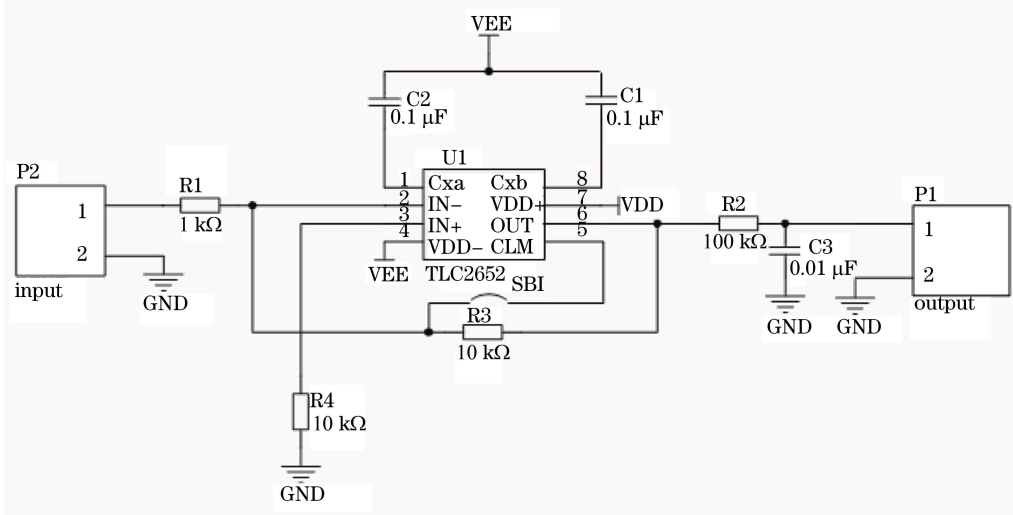 VEE
C2
0.1 μF
C1
0.1 μF
U1
P2
1
2
input
R1
1 kΩ
GND
1
2
3
4
Cxa
IN−
IN+
VDD−
Cxb
VDD+
OUT
CLM
8
7
6
5
VDD
VEE
TLC2652
SBI
R3
10 kΩ
R2
100 kΩ
C3
0.01 μF
GND
GND
P1
1
2
output
R4
10 kΩ
GND